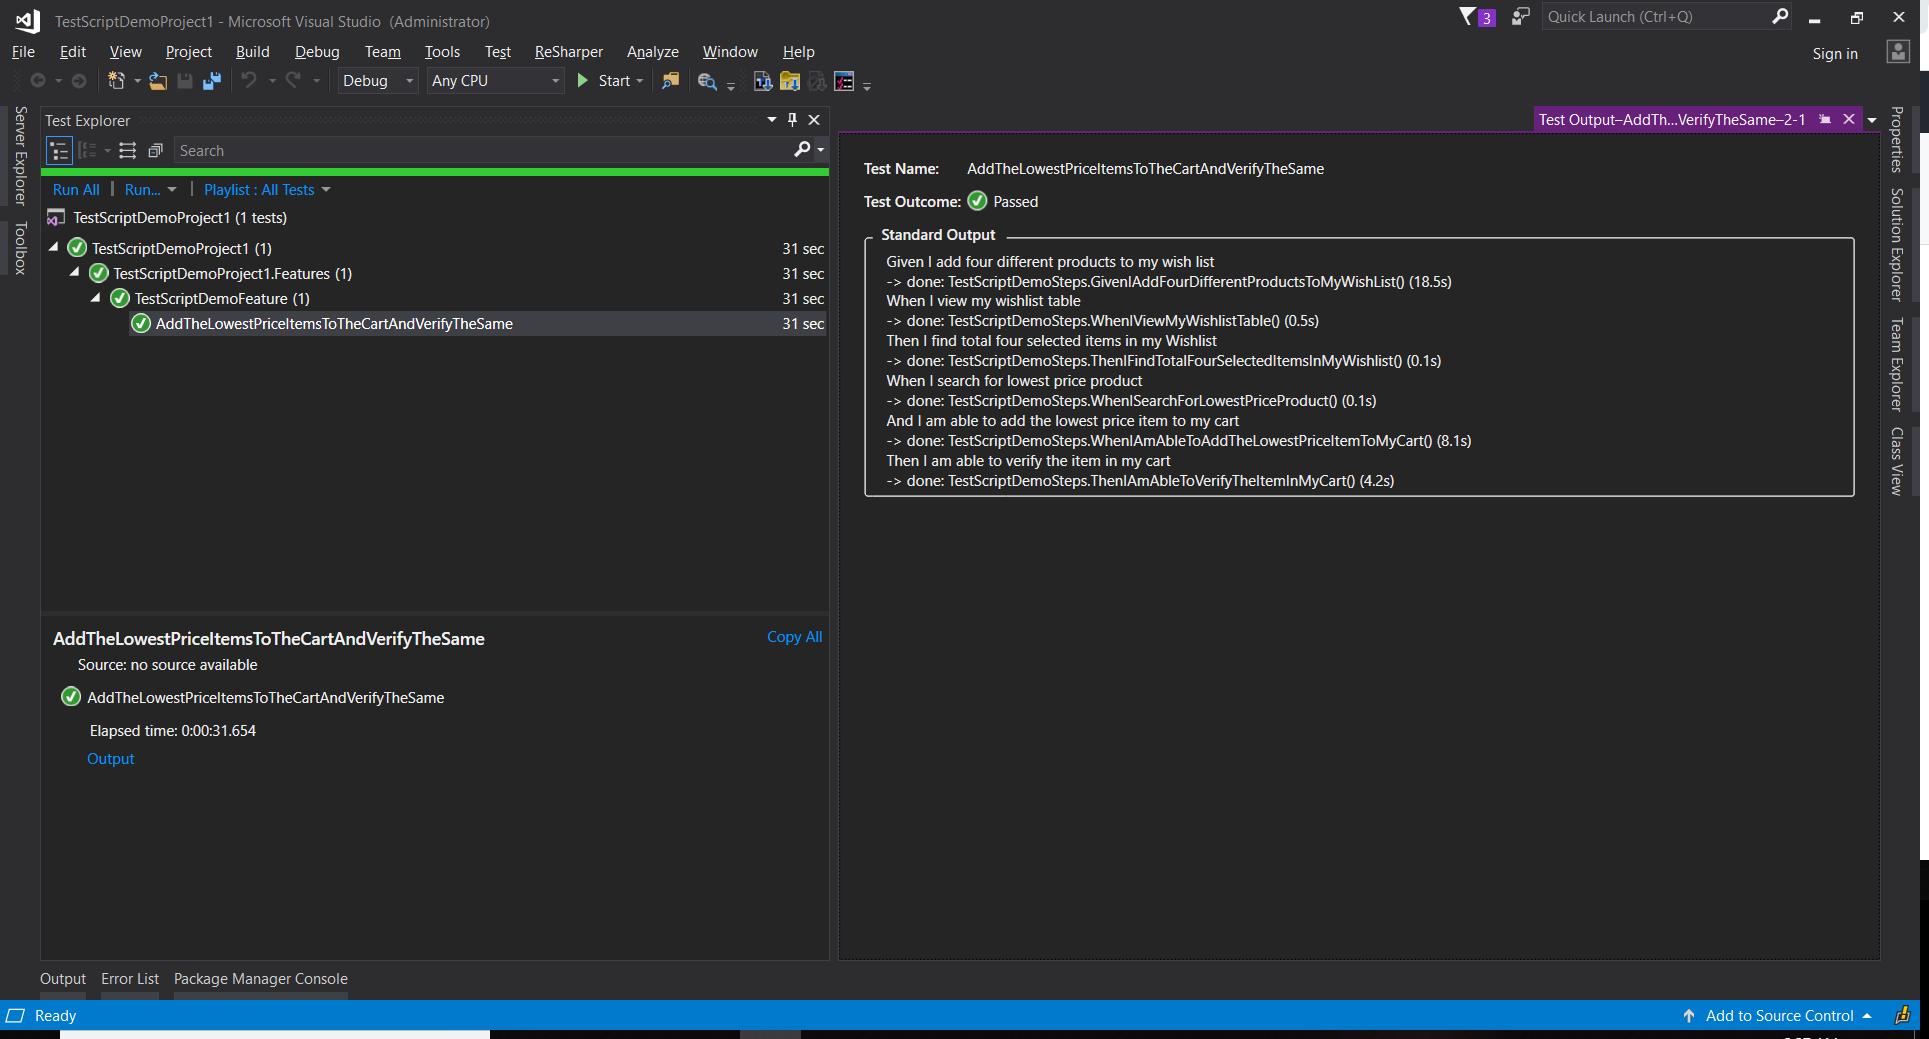 TestScriptDemoProject1 - Microsoft Visual Studio (Administrator)
3
Quick Launch (Ctrl+Q)
File Edit View Project Build Debug Team Tools Test ReSharper Analyze Window Help
Sign in
Debug Any CPU Start
Server Explorer
Toolbox
Test Explorer
Search
Run All | Run... | Playlist : All Tests
TestScriptDemoProject1 (1 tests)
TestScriptDemoProject1 (1) 31 sec
TestScriptDemoProject1.Features (1) 31 sec
TestScriptDemoFeature (1) 31 sec
AddTheLowestPriceItemsToTheCartAndVerifyTheSame 31 sec
AddTheLowestPriceItemsToTheCartAndVerifyTheSame
Copy All
Source: no source available
AddTheLowestPriceItemsToTheCartAndVerifyTheSame
Elapsed time: 0:00:31.654
Output
Test Output–AddTh...VerifyTheSame–2-1
Test Name: AddTheLowestPriceItemsToTheCartAndVerifyTheSame
Test Outcome: Passed
Standard Output
Given I add four different products to my wish list
-> done: TestScriptDemoSteps.GivenIAddFourDifferentProductsToMyWishList() (18.5s)
When I view my wishlist table
-> done: TestScriptDemoSteps.WhenIViewMyWishlistTable() (0.5s)
Then I find total four selected items in my Wishlist
-> done: TestScriptDemoSteps.ThenIFindTotalFourSelectedItemsInMyWishlist() (0.1s)
When I search for lowest price product
-> done: TestScriptDemoSteps.WhenISearchForLowestPriceProduct() (0.1s)
And I am able to add the lowest price item to my cart
-> done: TestScriptDemoSteps.WhenIAmAbleToAddTheLowestPriceItemToMyCart() (8.1s)
Then I am able to verify the item in my cart
-> done: TestScriptDemoSteps.ThenIAmAbleToVerifyTheItemInMyCart() (4.2s)
Properties
Solution Explorer
Team Explorer
Class View
Output Error List Package Manager Console
Ready
Add to Source Control